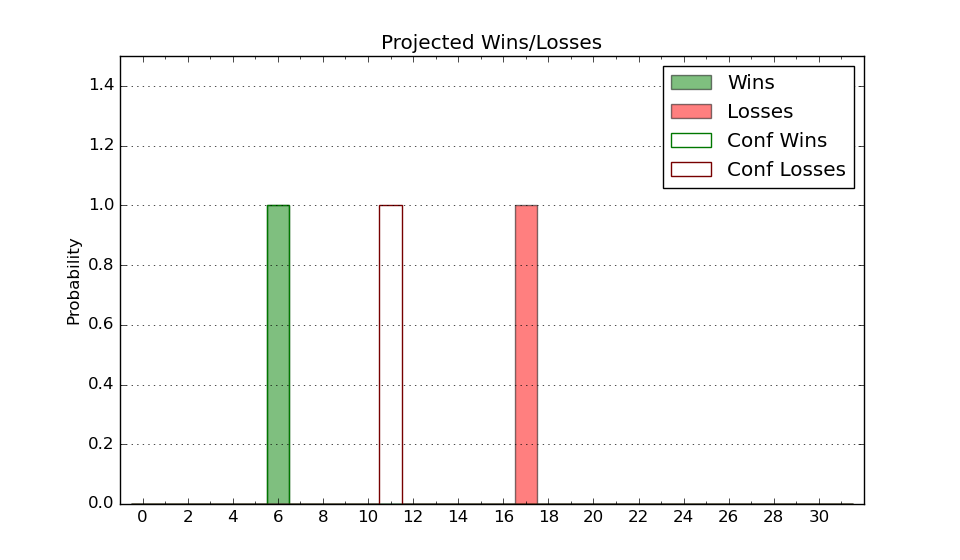 Projected Wins/Losses
Wins
Losses
Conf Wins
Conf Losses
Probability
1.4
1.2
1.0
0.8
0.6
0.4
0.2
0.0
0 2 4 6 8 10 12 14 16 18 20 22 24 26 28 30